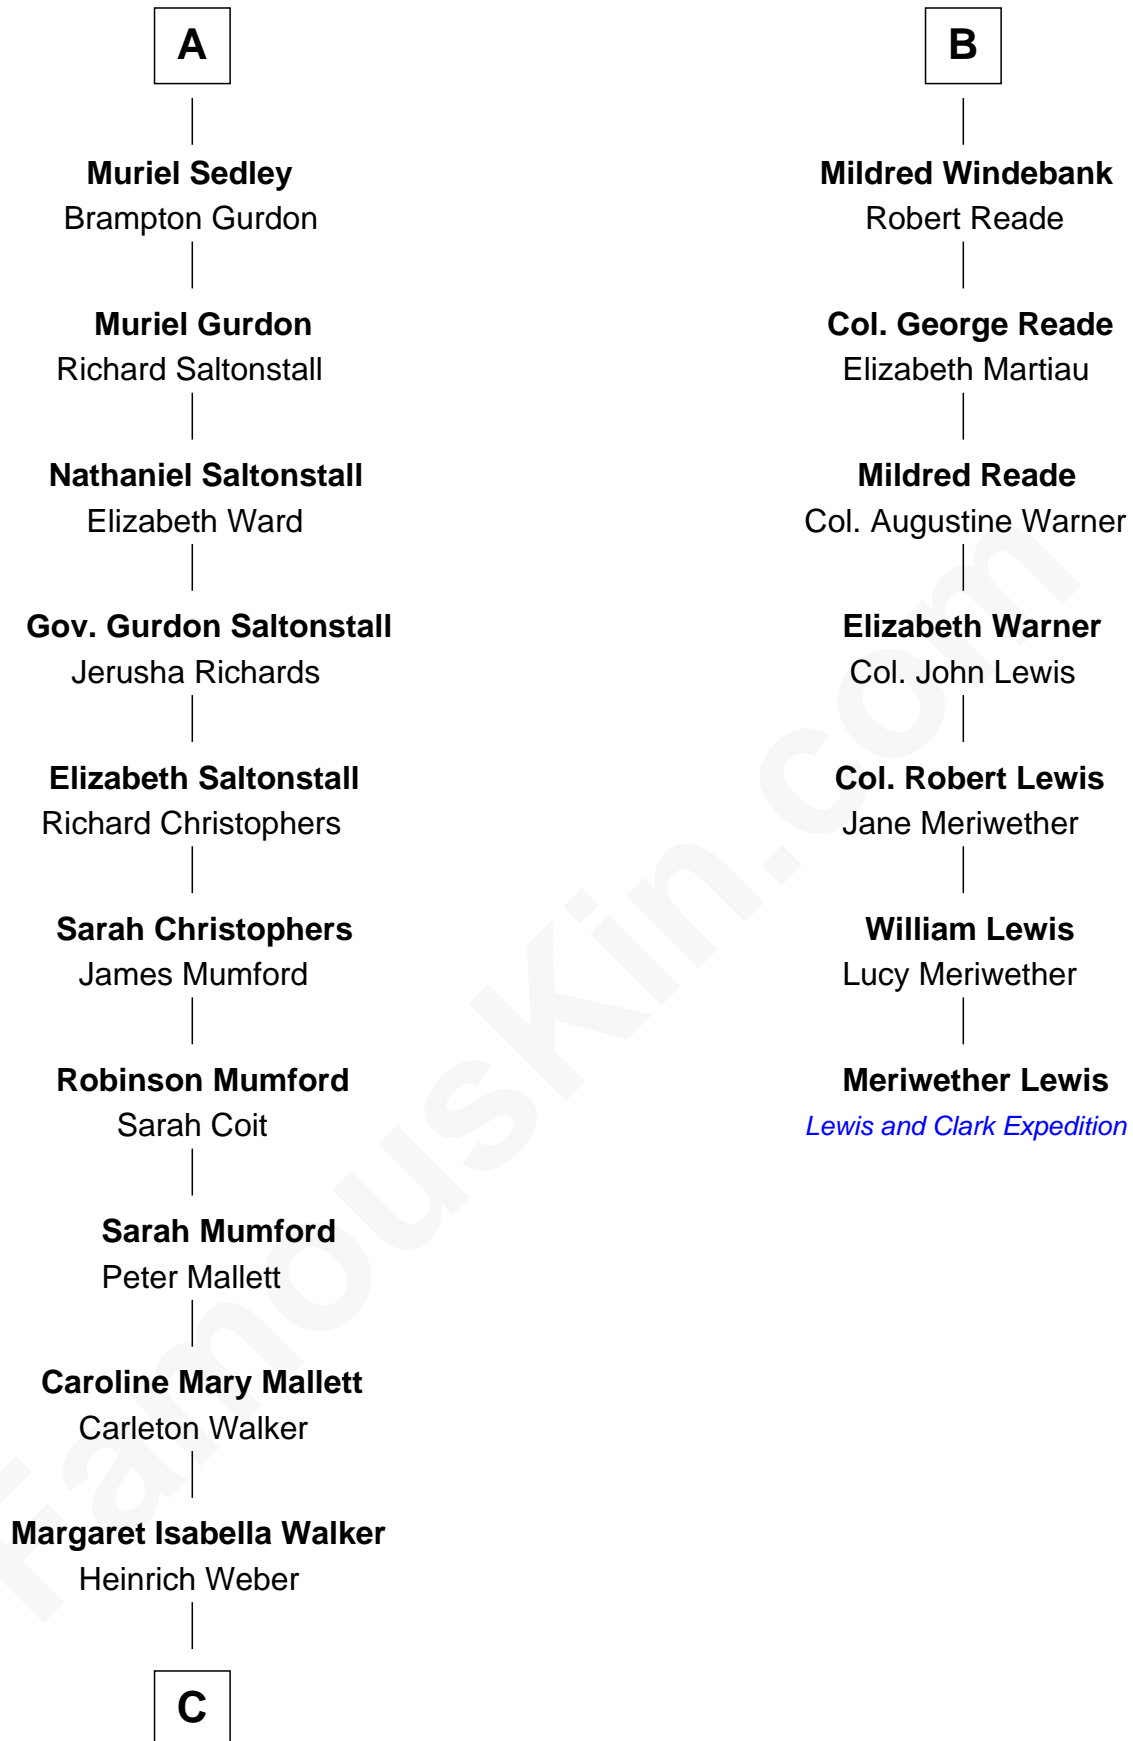 A
Muriel Sedley
Brampton Gurdon
Muriel Gurdon
Richard Saltonstall
Nathaniel Saltonstall
Elizabeth Ward
Gov. Gurdon Saltonstall
Jerusha Richards
Elizabeth Saltonstall
Richard Christophers
Sarah Christophers
James Mumford
Robinson Mumford
Sarah Coit
Sarah Mumford
Peter Mallett
Caroline Mary Mallett
Carleton Walker
Margaret Isabella Walker
Heinrich Weber
C
B
Mildred Windebank
Robert Reade
Col. George Reade
Elizabeth Martiau
Mildred Reade
Col. Augustine Warner
Elizabeth Warner
Col. John Lewis
Col. Robert Lewis
Jane Meriwether
William Lewis
Lucy Meriwether
Meriwether Lewis
Lewis and Clark Expedition
FamousKin.com